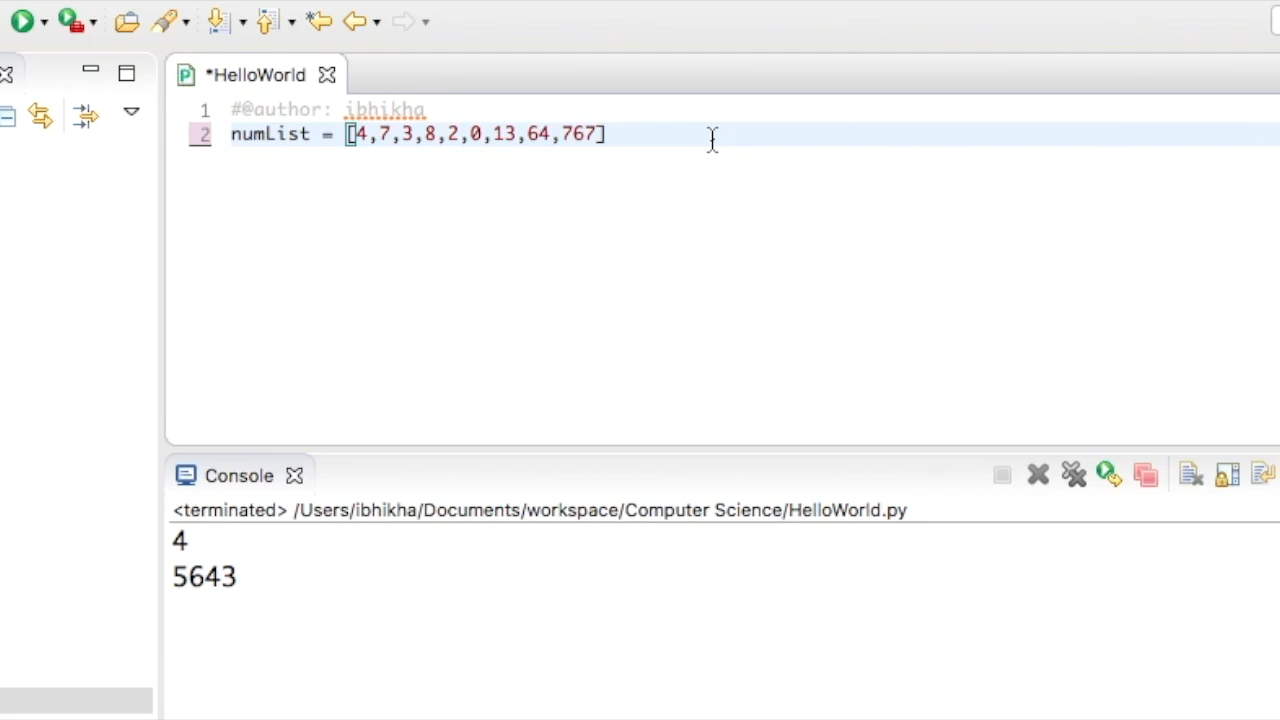 *HelloWorld
1 #@author: ibhikha
2 numList = [4,7,3,8,2,0,13,64,767]
Console
<terminated> /Users/ibhikha/Documents/workspace/Computer Science/HelloWorld.py
4
5643